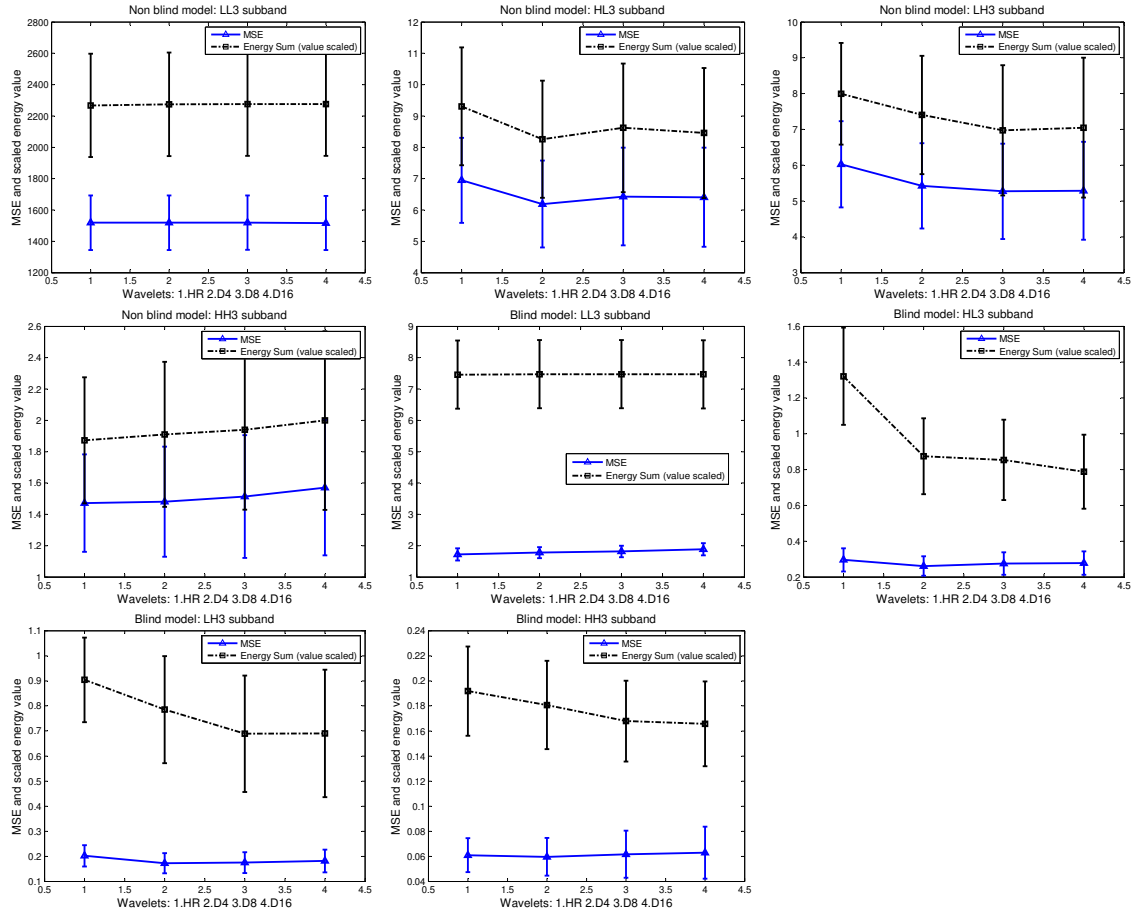 Non blind model: LL3 subband
2800
2600
2400
2200
2000
1800
1600
1400
1200
MSE and scaled energy value
MSE
Energy Sum (value scaled)
0.5 1 1.5 2 2.5 3 3.5 4 4.5
Wavelets: 1.HR 2.D4 3.D8 4.D16
Non blind model: HL3 subband
12
11
10
9
8
7
6
5
4
MSE and scaled energy value
MSE
Energy Sum (value scaled)
0.5 1 1.5 2 2.5 3 3.5 4 4.5
Wavelets: 1.HR 2.D4 3.D8 4.D16
Non blind model: LH3 subband
10
9
8
7
6
5
4
3
MSE and scaled energy value
MSE
Energy Sum (value scaled)
0.5 1 1.5 2 2.5 3 3.5 4 4.5
Wavelets: 1.HR 2.D4 3.D8 4.D16
Non blind model: HH3 subband
2.6
2.4
2.2
2
1.8
1.6
1.4
1.2
1
MSE and scaled energy value
MSE
Energy Sum (value scaled)
0.5 1 1.5 2 2.5 3 3.5 4 4.5
Wavelets: 1.HR 2.D4 3.D8 4.D16
Blind model: LL3 subband
9
8
7
6
5
4
3
2
1
MSE and scaled energy value
MSE
Energy Sum (value scaled)
0.5 1 1.5 2 2.5 3 3.5 4 4.5
Wavelets: 1.HR 2.D4 3.D8 4.D16
Blind model: HL3 subband
1.6
1.4
1.2
1
0.8
0.6
0.4
0.2
MSE and scaled energy value
MSE
Energy Sum (value scaled)
0.5 1 1.5 2 2.5 3 3.5 4 4.5
Wavelets: 1.HR 2.D4 3.D8 4.D16
Blind model: LH3 subband
1.1
1
0.9
0.8
0.7
0.6
0.5
0.4
0.3
0.2
0.1
MSE and scaled energy value
MSE
Energy Sum (value scaled)
0.5 1 1.5 2 2.5 3 3.5 4 4.5
Wavelets: 1.HR 2.D4 3.D8 4.D16
Blind model: HH3 subband
0.24
0.22
0.2
0.18
0.16
0.14
0.12
0.1
0.08
0.06
0.04
MSE and scaled energy value
MSE
Energy Sum (value scaled)
0.5 1 1.5 2 2.5 3 3.5 4 4.5
Wavelets: 1.HR 2.D4 3.D8 4.D16